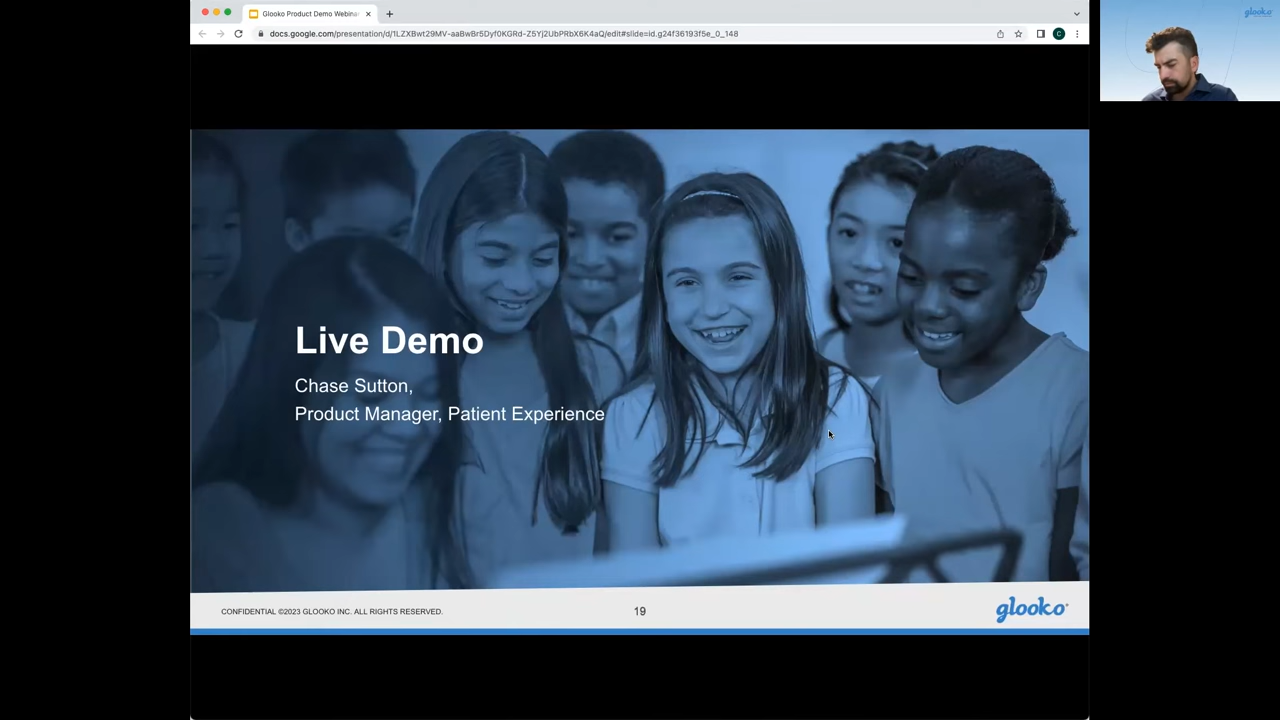 Glooko Product Demo Webina
docs.google.com/presentation/d/1LZXBwt29MV-aaBwBr5Dyf0KGRd-Z5Yj2UbPRbX6K4aQ/edit#slide=id.g24f36193f5e_0_148
C
glooko
Live Demo
Chase Sutton,
Product Manager, Patient Experience
CONFIDENTIAL ©2023 GLOOKO INC. ALL RIGHTS RESERVED.
19
glooko